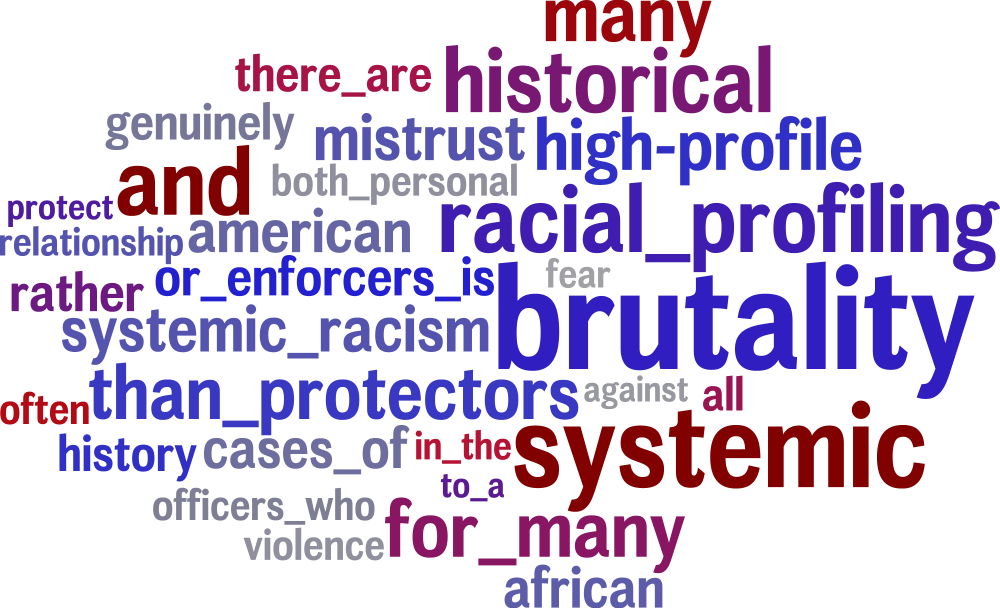 many
there_are historical
genuinely mistrust high-profile
and both_personal
protect american racial_profiling
relationship
rather or_enforcers_is fear
systemic_racism brutality
often than_protectors against all
history cases_of in_the systemic
to_a
officers_who for_many
violence
african